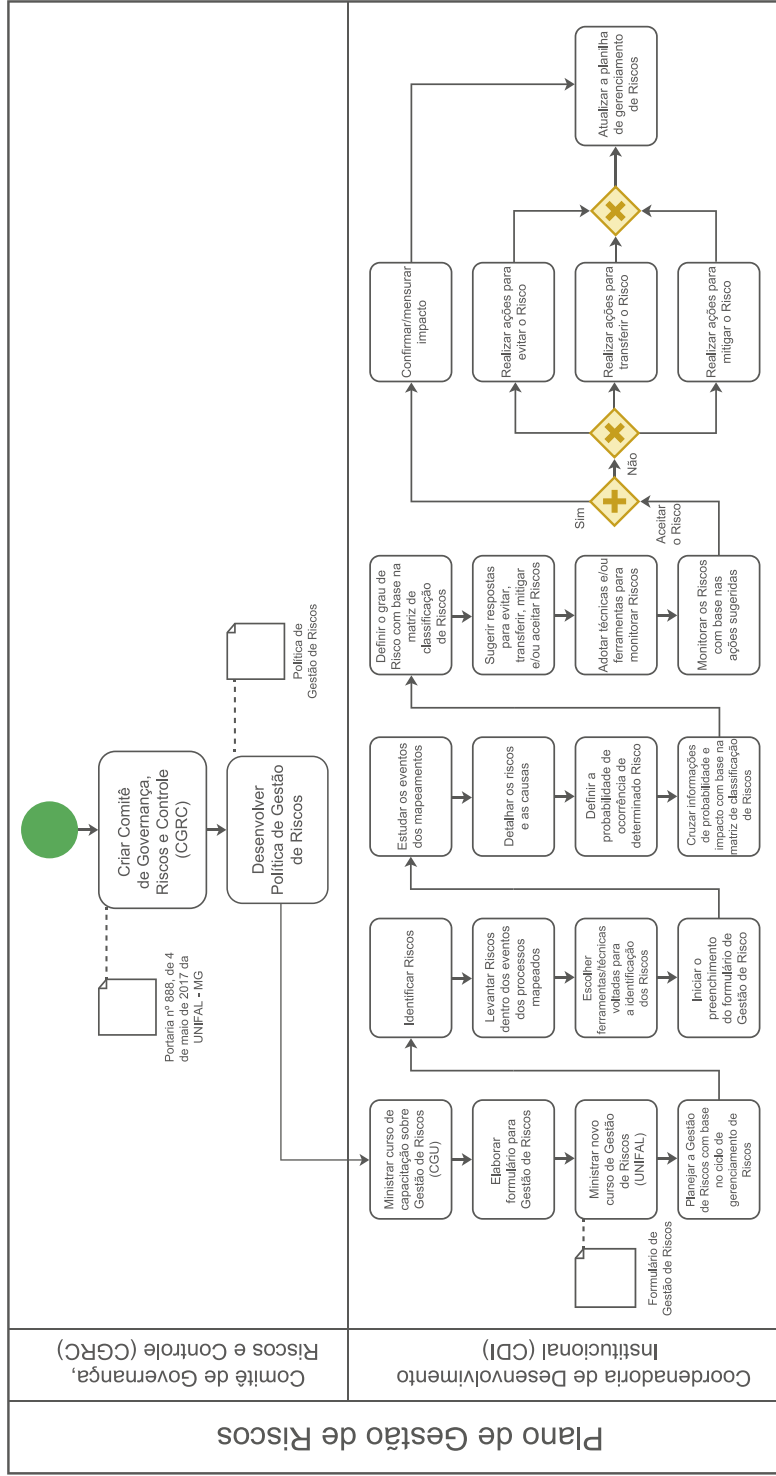 Plano de Gestão de Riscos
Comitê de Governança,
Riscos e Controle (CGRC)
Portaria nº 888, de 4
de maio de 2017 da
UNIFAL - MG
Criar Comitê
de Governança,
Riscos e Controle
(CGRC)
Desenvolver
Política de Gestão
de Riscos
Política de
Gestão de Riscos
Coordenadoria de Desenvolvimento
Institucional (CDI)
Ministrar curso de
capacitação sobre
Gestão de Riscos
(CGU)
Elaborar
formulário para
Gestão de Riscos
Ministrar novo
curso de Gestão
de Riscos
(UNIFAL)
Formulário de
Gestão de Riscos
Planejar a Gestão
de Riscos com base
no ciclo de
gerenciamento de
Riscos
Identificar Riscos
Levantar Riscos
dentro dos eventos
dos processos
mapeados
Escolher
ferramentas/técnicas
voltadas para
a identificação
dos Riscos
Iniciar o
preenchimento
do formulário de
Gestão de Risco
Estudar os eventos
dos mapeamentos
Detalhar os riscos
e as causas
Definir a
probabilidade de
ocorrência de
determinado Risco
Cruzar informações
de probabilidade e
impacto com base na
matriz de classificação
de Riscos
Definir o grau de
Risco com base na
matriz de
classificação
de Riscos
Sugerir respostas
para evitar,
transferir, mitigar
e/ou aceitar Riscos
Adotar técnicas e/ou
ferramentas para
monitorar Riscos
Monitorar os Riscos
com base nas
ações sugeridas
Aceitar
o Risco
Sim
Não
Confirmar/mensurar
impacto
Realizar ações para
evitar o Risco
Realizar ações para
transferir o Risco
Realizar ações para
mitigar o Risco
Atualizar a planilha
de gerenciamento
de Riscos